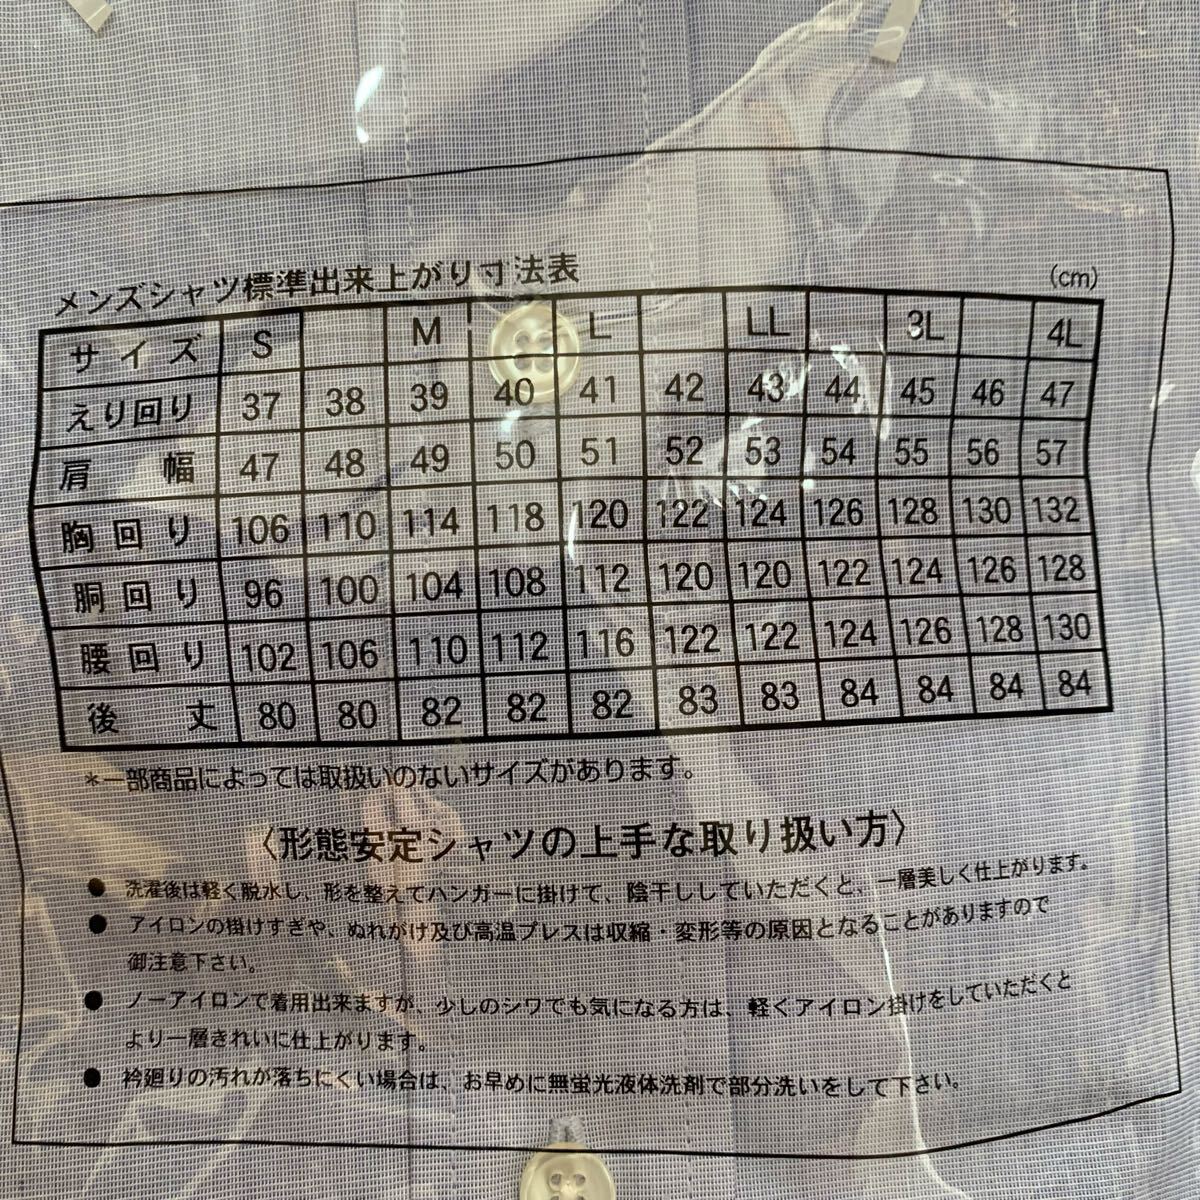 メンズシャツ標準出来上がり寸法表
(cm)
サイズ S M L LL 3L 4L
えり回り 37 38 39 40 41 42 43 44 45 46 47
肩幅 47 48 49 50 51 52 53 54 55 56 57
胸回り 106 110 114 118 120 122 124 126 128 130 132
胴回り 96 100 104 108 112 120 120 122 124 126 128
腰回り 102 106 110 112 116 122 122 124 126 128 130
後丈 80 80 82 82 82 83 83 84 84 84 84
*一部商品によっては取扱いのないサイズがあります。
〈形態安定シャツの上手な取り扱い方〉
● 洗濯後は軽く脱水し、形を整えてハンガーに掛けて、陰干ししていただくと、一層美しく仕上がります。
● アイロンの掛けすぎや、ぬれがけ及び高温プレスは収縮・変形等の原因となることがありますので
御注意下さい。
● ノーアイロンで着用出来ますが、少しのシワでも気になる方は、軽くアイロン掛けをしていただくと
より一層きれいに仕上がります。
● 衿廻りの汚れが落ちにくい場合は、お早めに無蛍光液体洗剤で部分洗いをして下さい。